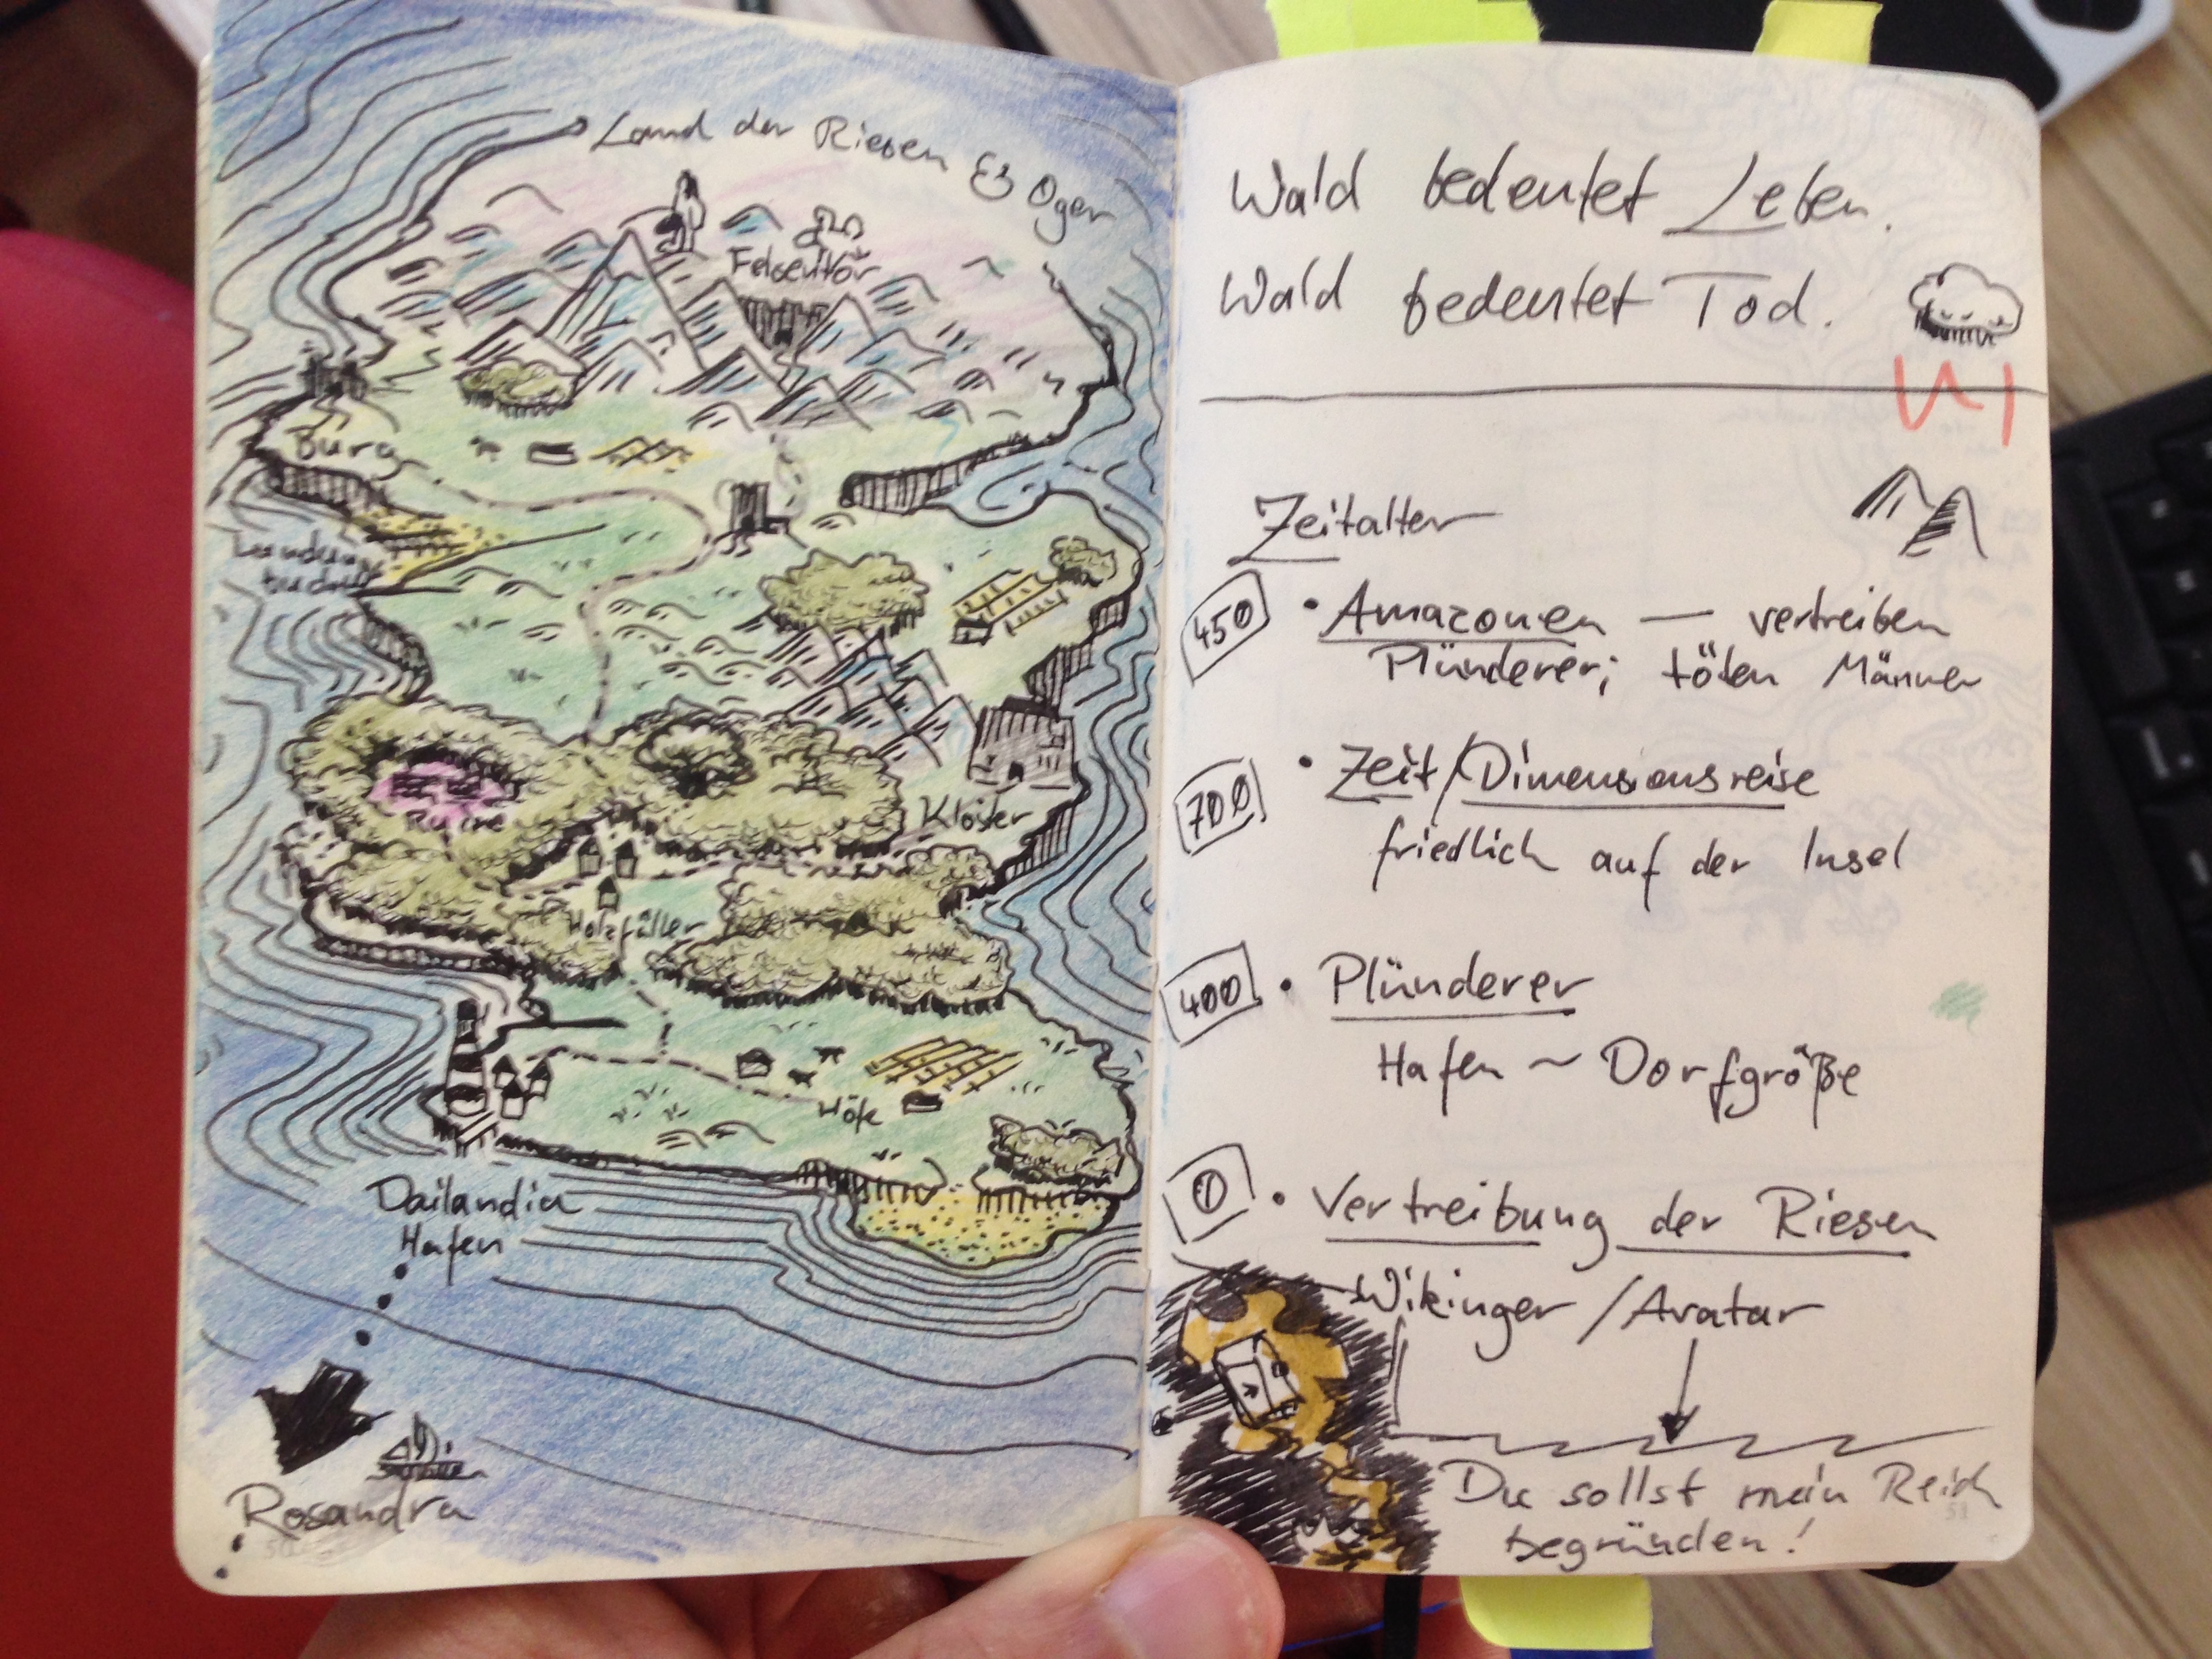 Land der Riesen & Oger
Felsentor
Burg
Ruine
Kloster
Holzfäller
Höfe
Dailandia
Hafen
Rosandra
50
Wald bedeutet Leben.
Wald bedeutet Tod.
Zeitalter
450 • Amazonen — vertreiben
Plünderer; töten Männer
700 • Zeit/Dimensionsreise
friedlich auf der Insel
400 • Plünderer
Hafen ~ Dorfgröße
0 • Vertreibung der Riesen
Wikinger / Avatar
Du sollst mein Reich
begründen!
51